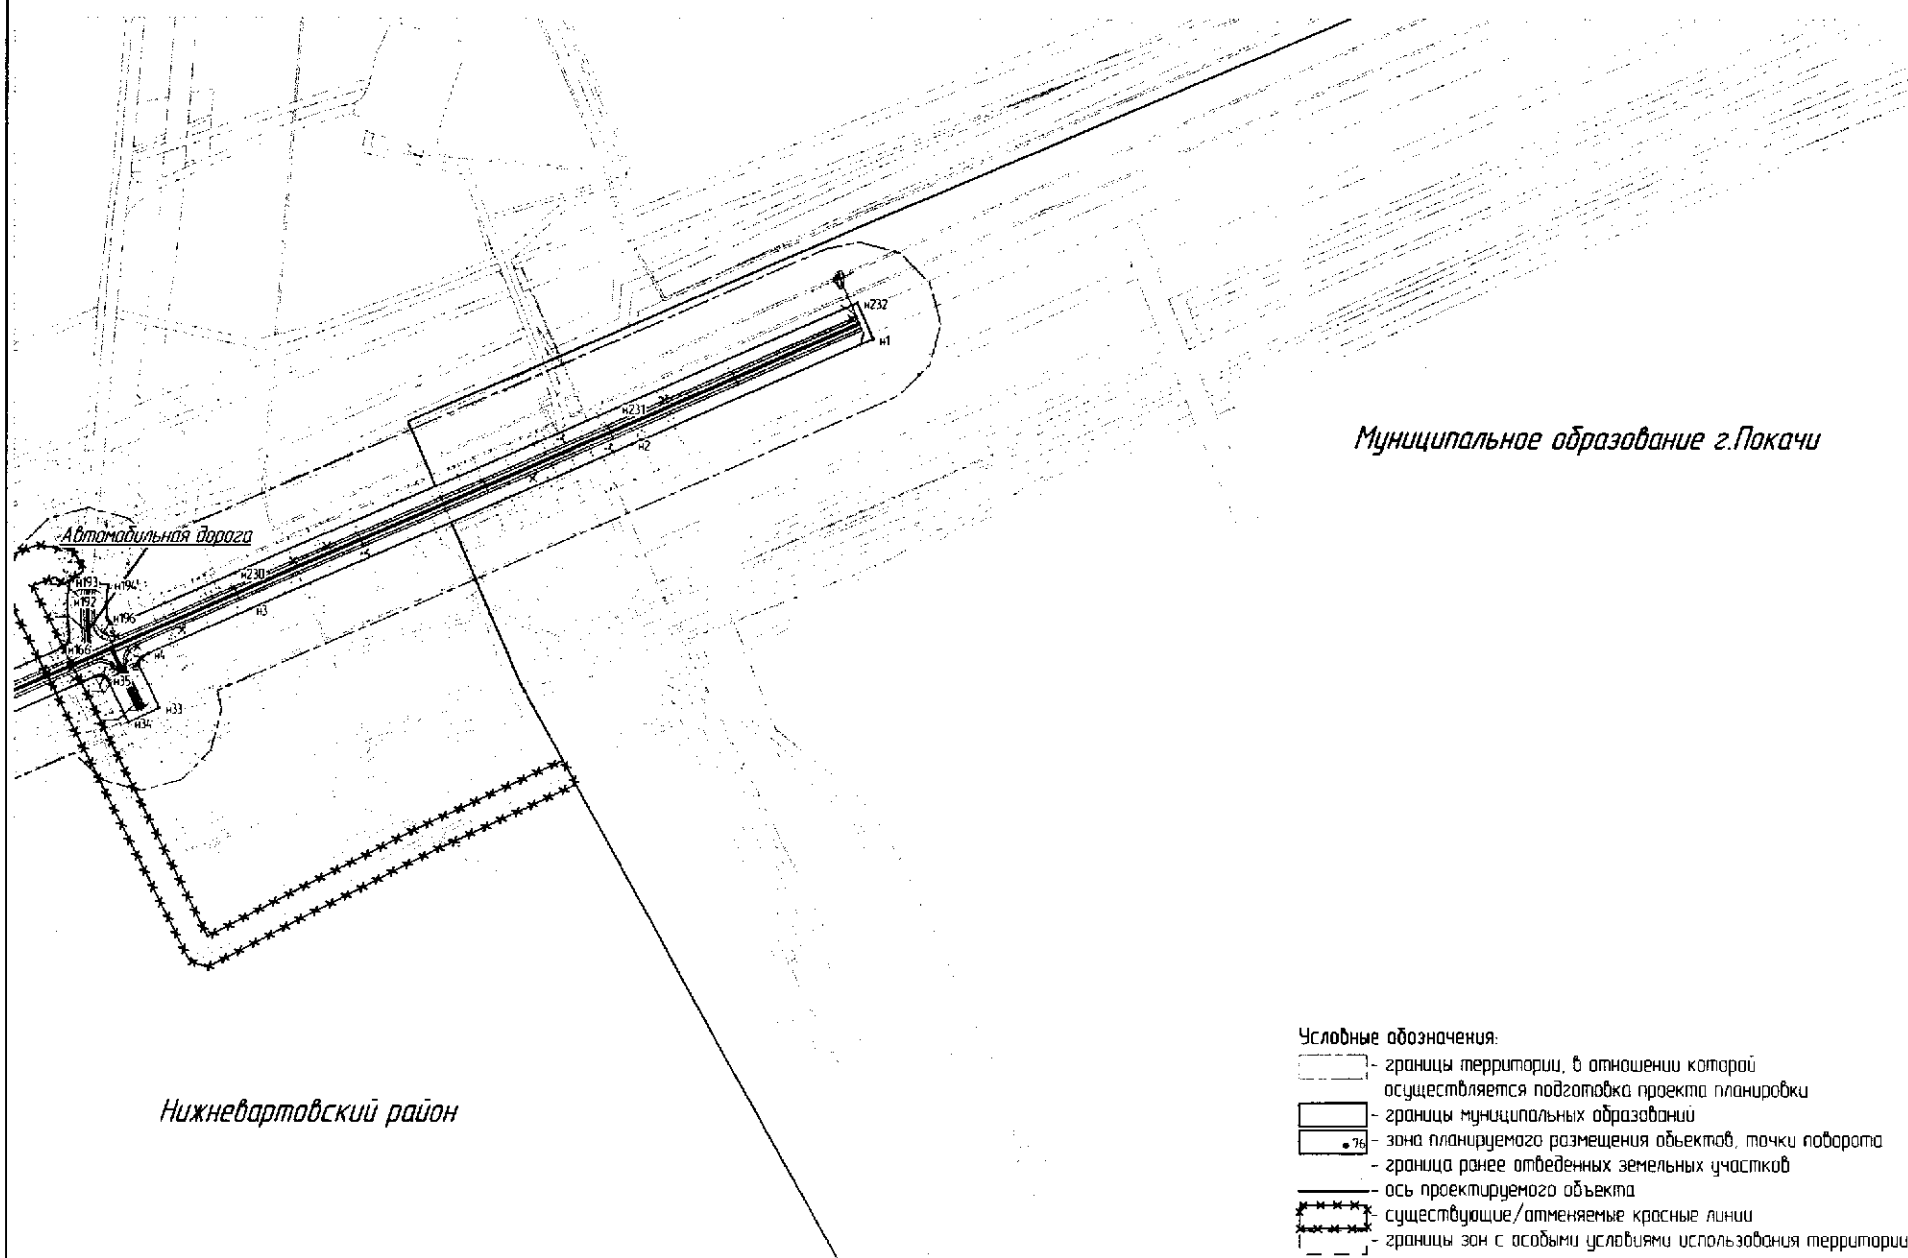 н232
н1
н231
н2
Муниципальное образование г.Покачи
Автомобильная дорога
н193
н194
н192
н230
н3
н196
н166
н4
н35
н33
н34
Нижневартовский район
Условные обозначения:
- границы территории, в отношении которой
осуществляется подготовка проекта планировки
- границы муниципальных образований
76 - зона планируемого размещения объектов, точки поворота
- граница ранее отведенных земельных участков
- ось проектируемого объекта
- существующие/отменяемые красные линии
- границы зон с особыми условиями использования территории